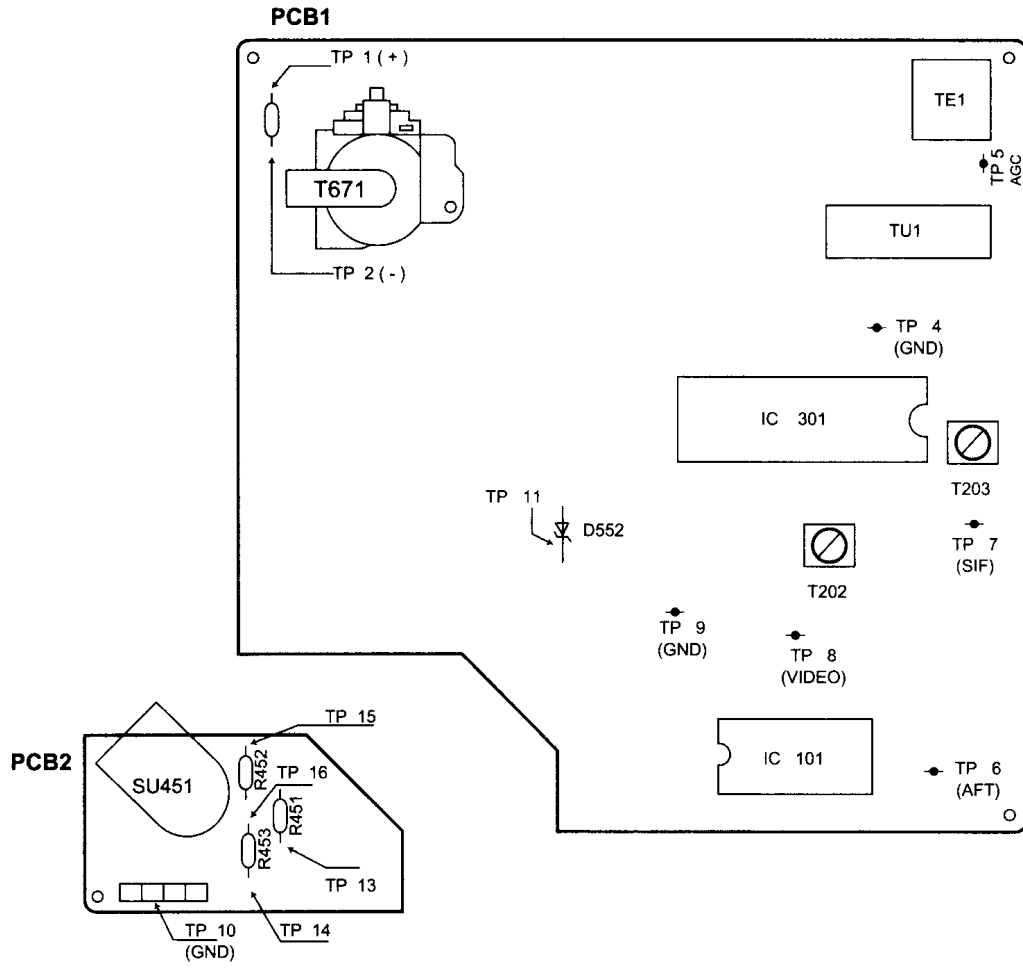 PCB1
TP 1 (+)
TE1
TP 5
AGC
T671
TU1
TP 2 (-)
TP 4
(GND)
IC 301
T203
TP 11
D552
TP 7
(SIF)
T202
TP 9
(GND)
TP 8
(VIDEO)
TP 15
PCB2
R452
TP 16
IC 101
SU451
TP 6
(AFT)
R451
R453
TP 13
TP 10
(GND)
TP 14